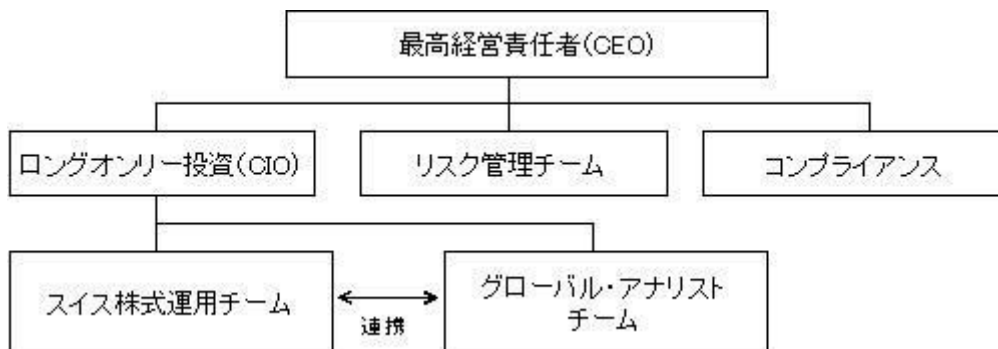 最高経営責任者(CEO)
ロングオンリー投資(CIO)
リスク管理チーム
コンプライアンス
スイス株式運用チーム
連携
グローバル・アナリスト
チーム